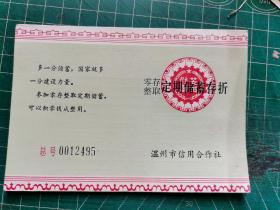 多一分储蓄，国家就多
一分建设力量。
参加零存整取定期储蓄，
可以积零钱成整用。
总号 0012495
零存
整取 定期储蓄存折
温州市信用合作社